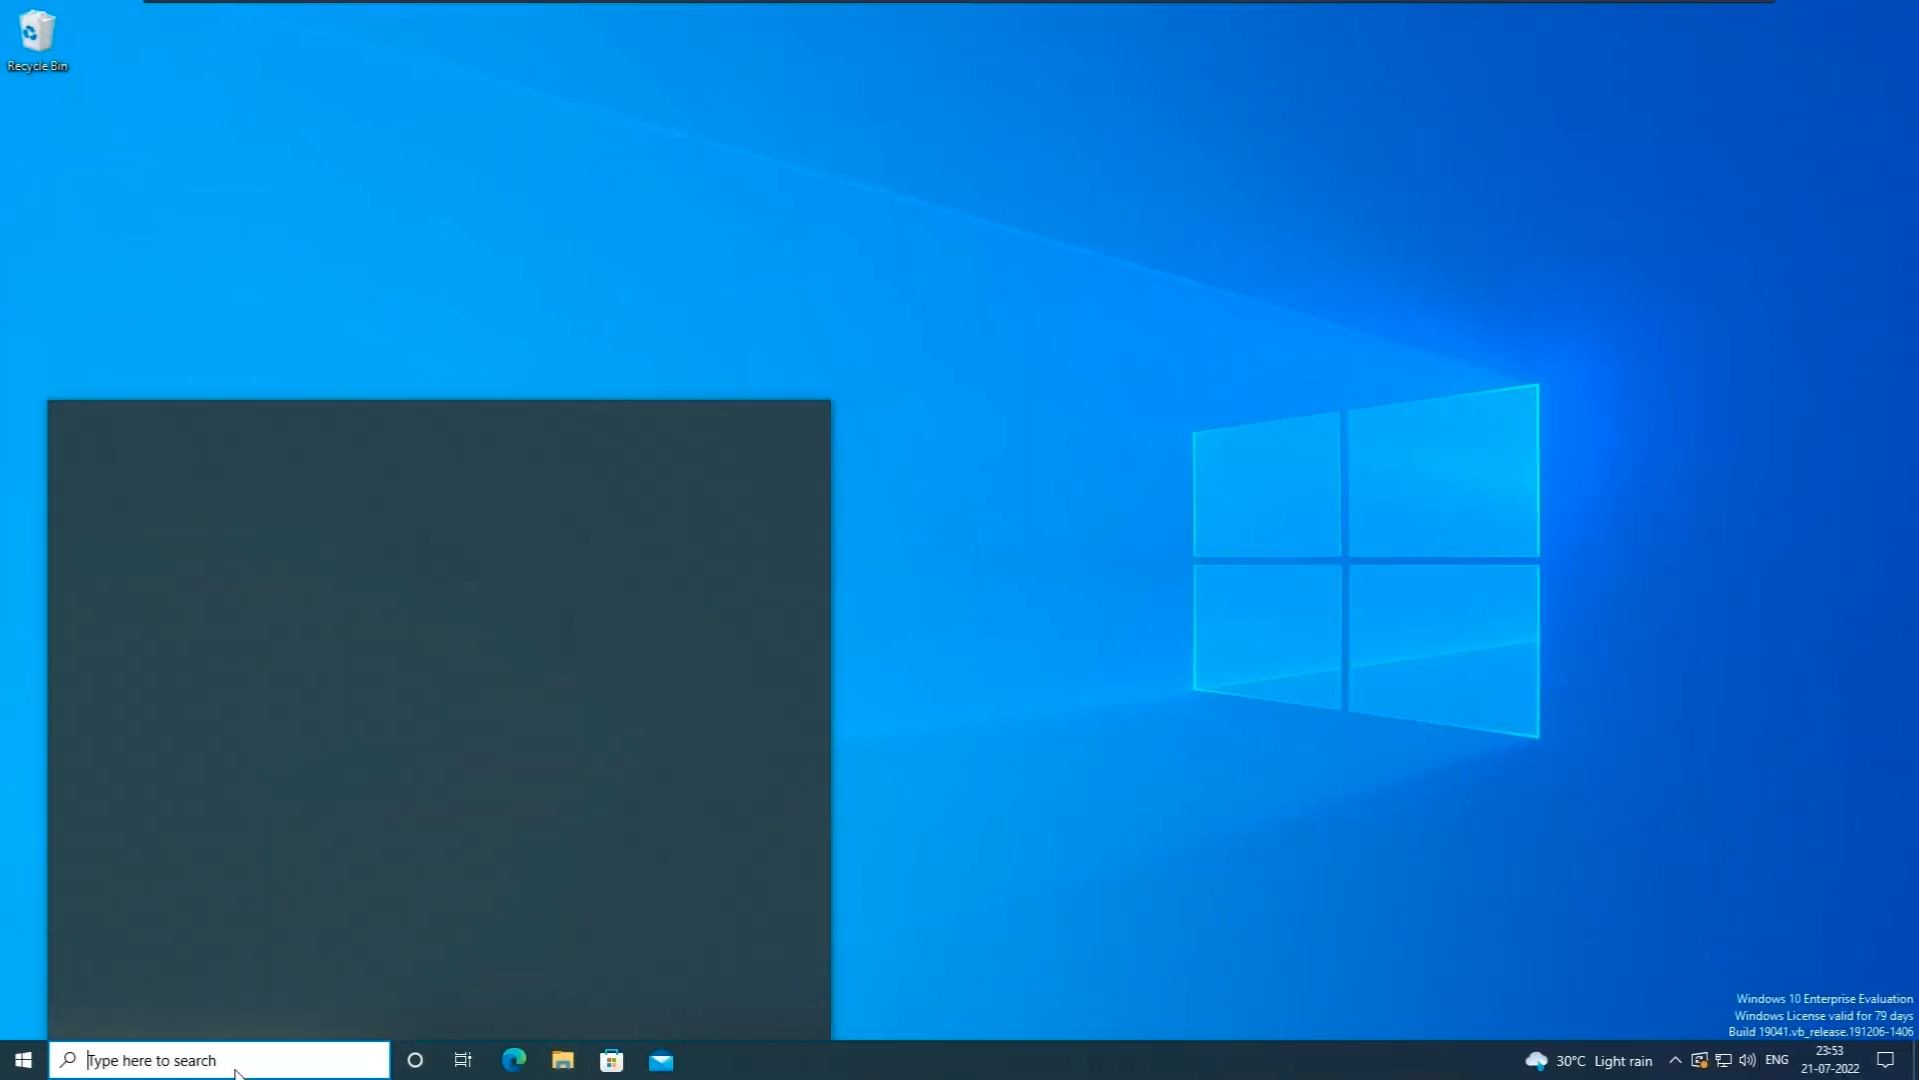 Recycle Bin
Windows 10 Enterprise Evaluation
Windows License valid for 79 days
Build 19041.vb_release.191206-1406
Type here to search
30°C Light rain
ENG
23:53
21-07-2022